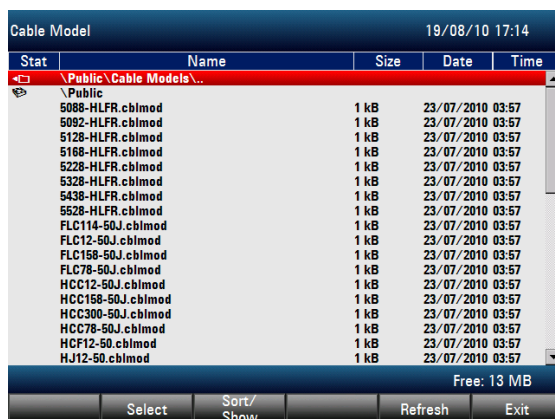 Cable Model 19/08/10 17:14
Stat Name Size Date Time
\Public\Cable Models\..
\Public
5088-HLFR.cblmod 1 kB 23/07/2010 03:57
5092-HLFR.cblmod 1 kB 23/07/2010 03:57
5128-HLFR.cblmod 1 kB 23/07/2010 03:57
5168-HLFR.cblmod 1 kB 23/07/2010 03:57
5228-HLFR.cblmod 1 kB 23/07/2010 03:57
5328-HLFR.cblmod 1 kB 23/07/2010 03:57
5438-HLFR.cblmod 1 kB 23/07/2010 03:57
5528-HLFR.cblmod 1 kB 23/07/2010 03:57
FLC114-50J.cblmod 1 kB 23/07/2010 03:57
FLC12-50J.cblmod 1 kB 23/07/2010 03:57
FLC158-50J.cblmod 1 kB 23/07/2010 03:57
FLC78-50J.cblmod 1 kB 23/07/2010 03:57
HCC12-50J.cblmod 1 kB 23/07/2010 03:57
HCC158-50J.cblmod 1 kB 23/07/2010 03:57
HCC300-50J.cblmod 1 kB 23/07/2010 03:57
HCC78-50J.cblmod 1 kB 23/07/2010 03:57
HCF12-50.cblmod 1 kB 23/07/2010 03:57
HJ12-50.cblmod 1 kB 23/07/2010 03:57
Free: 13 MB
Select Sort/ Show Refresh Exit